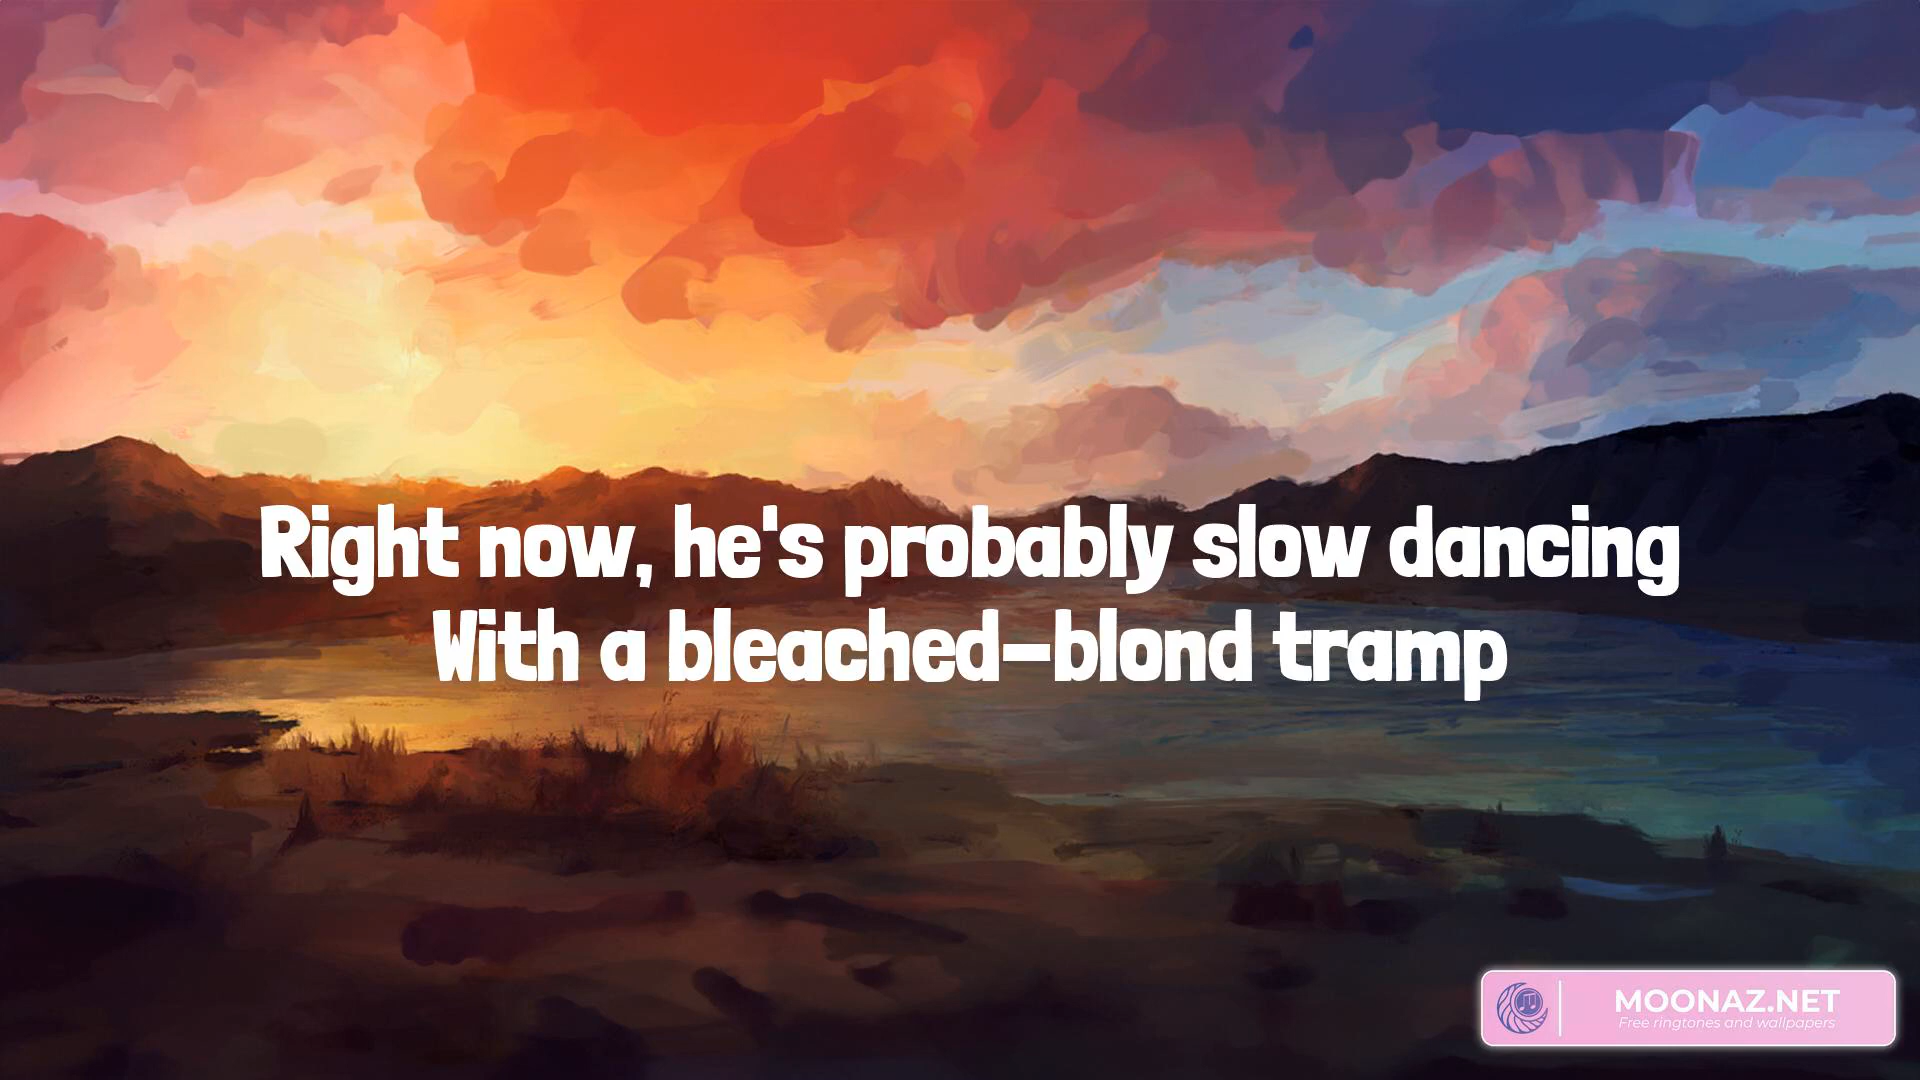 Right now, he's probably slow dancing
With a bleached-blond tramp
MOONAZ.NET
Free ringtones and wallpapers